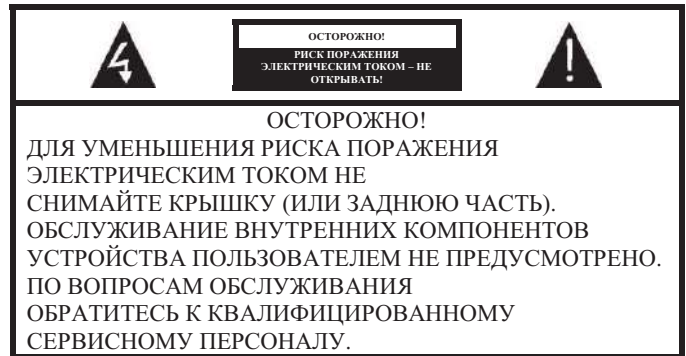 ОСТОРОЖНО!
РИСК ПОРАЖЕНИЯ
ЭЛЕКТРИЧЕСКИМ ТОКОМ – НЕ
ОТКРЫВАТЬ!
ОСТОРОЖНО!
ДЛЯ УМЕНЬШЕНИЯ РИСКА ПОРАЖЕНИЯ
ЭЛЕКТРИЧЕСКИМ ТОКОМ НЕ
СНИМАЙТЕ КРЫШКУ (ИЛИ ЗАДНЮЮ ЧАСТЬ).
ОБСЛУЖИВАНИЕ ВНУТРЕННИХ КОМПОНЕНТОВ
УСТРОЙСТВА ПОЛЬЗОВАТЕЛЕМ НЕ ПРЕДУСМОТРЕНО.
ПО ВОПРОСАМ ОБСЛУЖИВАНИЯ
ОБРАТИТЕСЬ К КВАЛИФИЦИРОВАННОМУ
СЕРВИСНОМУ ПЕРСОНАЛУ.